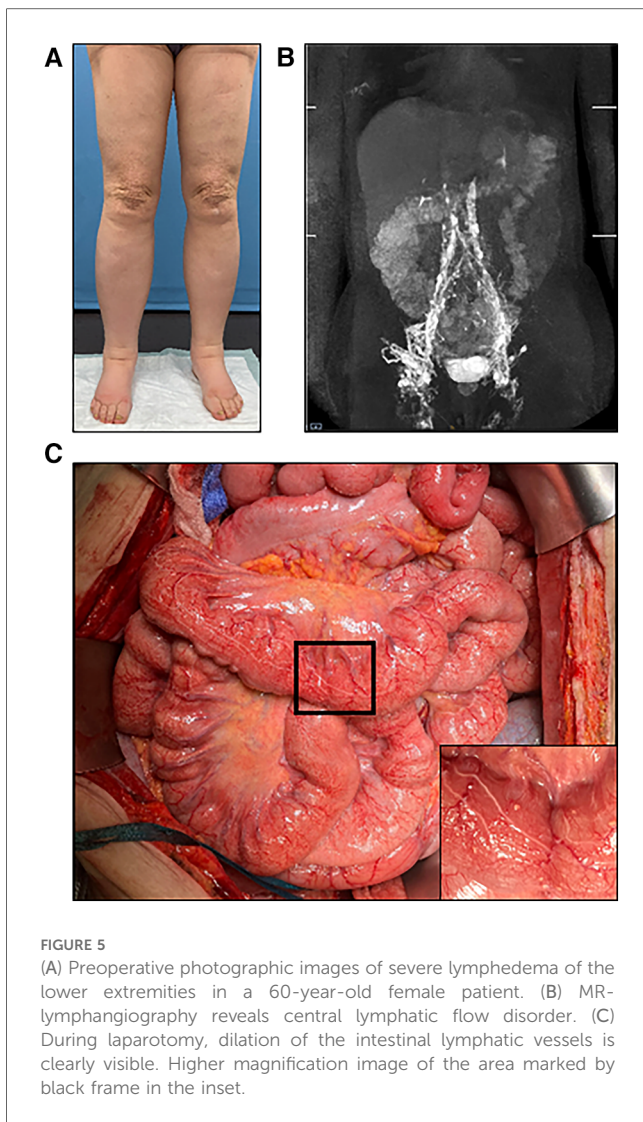 A
B
C
FIGURE 5
(A) Preoperative photographic images of severe lymphedema of the
lower extremities in a 60-year-old female patient. (B) MR-
lymphangiography reveals central lymphatic flow disorder. (C)
During laparotomy, dilation of the intestinal lymphatic vessels is
clearly visible. Higher magnification image of the area marked by
black frame in the inset.